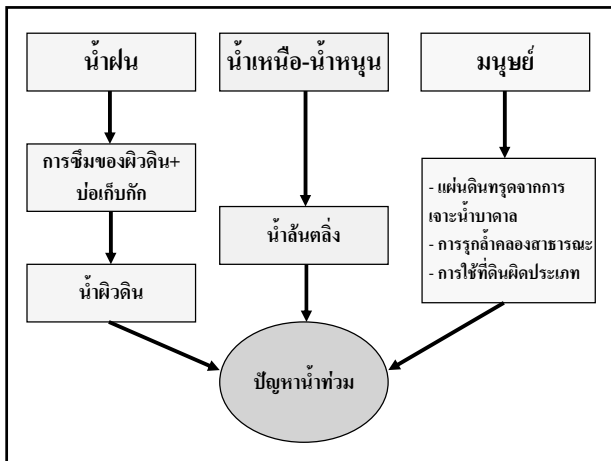 น้ำฝน
น้ำเหนือ-น้ำหนุน
มนุษย์
การซึมของผิวดิน+
บ่อเก็บกัก
น้ำล้นตลิ่ง
- แผ่นดินทรุดจากการ
เจาะน้ำบาดาล
- การรุกล้ำคลองสาธารณะ
- การใช้ที่ดินผิดประเภท
น้ำผิวดิน
ปัญหาน้ำท่วม